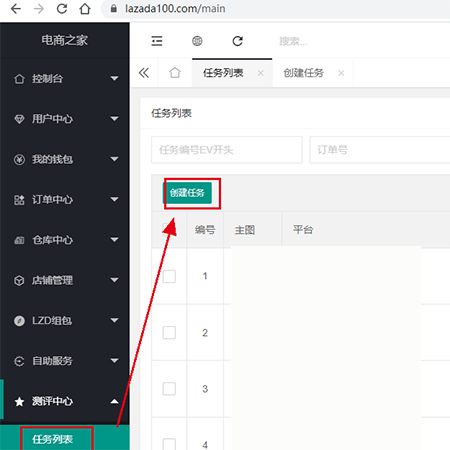 lazada100.com/main
电商之家
搜索...
任务列表
创建任务
控制台
用户中心
我的钱包
订单中心
仓库中心
店铺管理
LZD组包
自助服务
测评中心
任务列表
任务列表
任务编号EV开头
订单号
创建任务
编号
主图
平台
1
2
3
4